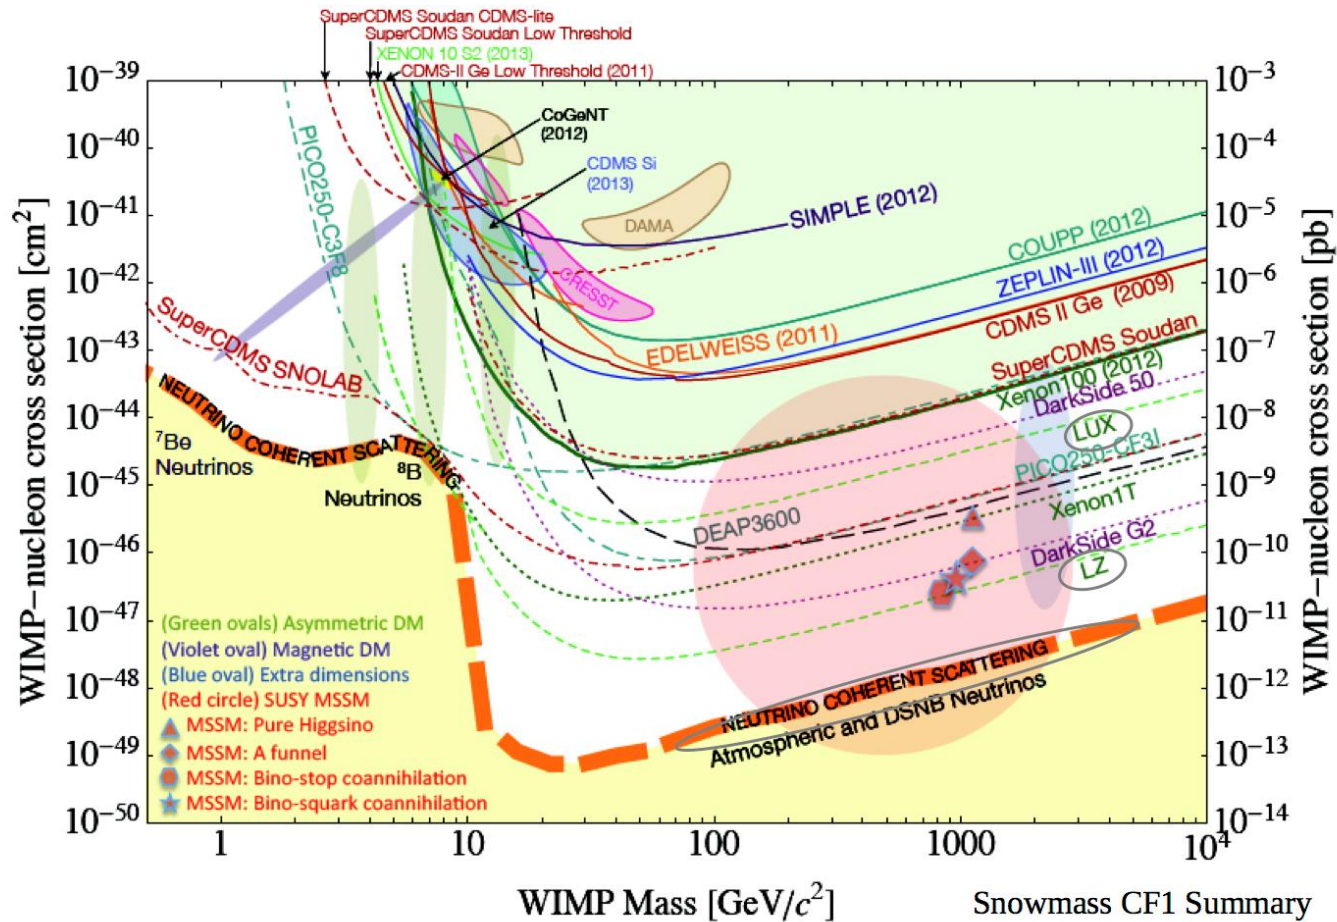 SuperCDMS Soudan CDMS-lite
SuperCDMS Soudan Low Threshold
XENON 10 S2 (2013)
CDMS-II Ge Low Threshold (2011)
10⁻³⁹
10⁻⁴⁰
10⁻⁴¹
10⁻⁴²
10⁻⁴³
10⁻⁴⁴
10⁻⁴⁵
10⁻⁴⁶
10⁻⁴⁷
10⁻⁴⁸
10⁻⁴⁹
10⁻⁵⁰
WIMP−nucleon cross section [cm²]
PICO250-C3F8
CoGeNT
(2012)
CDMS Si
(2013)
DAMA
CRESST
SIMPLE (2012)
COUPP (2012)
ZEPLIN-III (2012)
CDMS II Ge (2009)
EDELWEISS (2011)
SuperCDMS Soudan
Xenon100 (2012)
DarkSide 50
LUX
PICO250-CF3I
Xenon1T
DEAP3600
DarkSide G2
LZ
SuperCDMS SNOLAB
NEUTRINO COHERENT SCATTERING
⁷Be
Neutrinos
⁸B
Neutrinos
NEUTRINO COHERENT SCATTERING
Atmospheric and DSNB Neutrinos
(Green ovals) Asymmetric DM
(Violet oval) Magnetic DM
(Blue oval) Extra dimensions
(Red circle) SUSY MSSM
MSSM: Pure Higgsino
MSSM: A funnel
MSSM: Bino-stop coannihilation
MSSM: Bino-squark coannihilation
10⁻³
10⁻⁴
10⁻⁵
10⁻⁶
10⁻⁷
10⁻⁸
10⁻⁹
10⁻¹⁰
10⁻¹¹
10⁻¹²
10⁻¹³
10⁻¹⁴
WIMP−nucleon cross section [pb]
1
10
100
1000
10⁴
WIMP Mass [GeV/c²]
Snowmass CF1 Summary